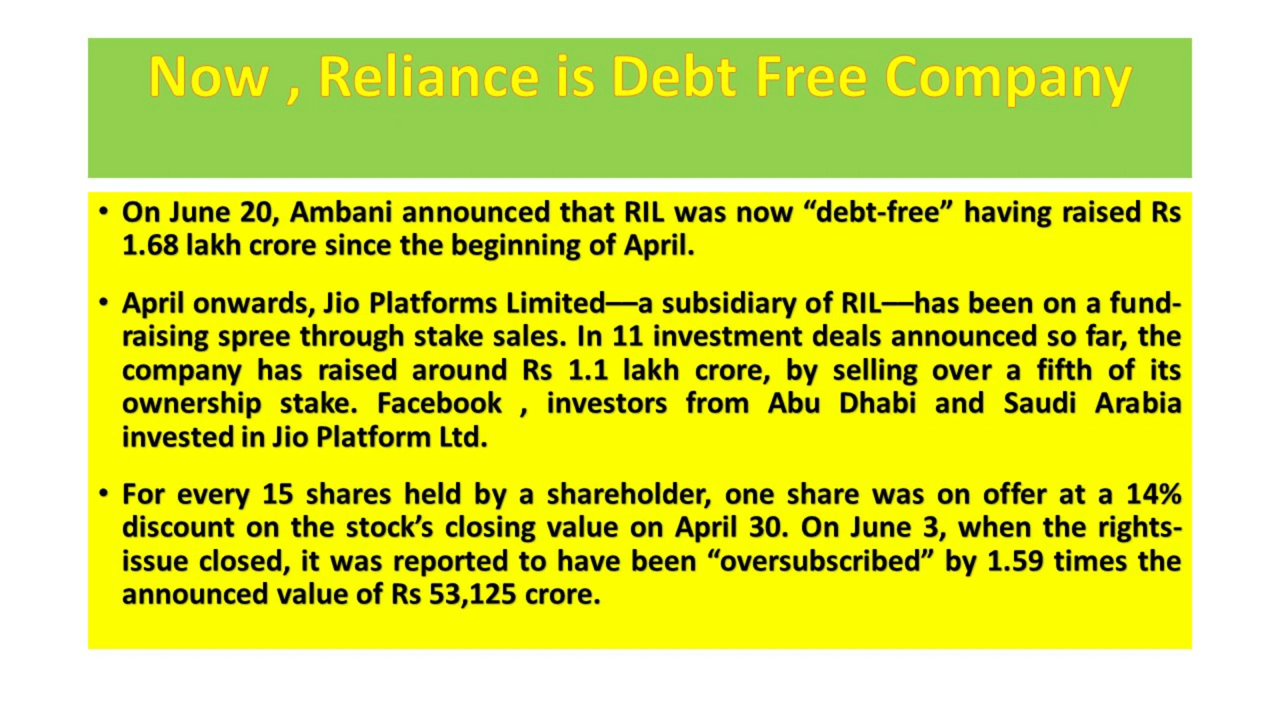 Now , Reliance is Debt Free Company
• On June 20, Ambani announced that RIL was now “debt-free” having raised Rs
1.68 lakh crore since the beginning of April.
• April onwards, Jio Platforms Limited—a subsidiary of RIL—has been on a fund-
raising spree through stake sales. In 11 investment deals announced so far, the
company has raised around Rs 1.1 lakh crore, by selling over a fifth of its
ownership stake. Facebook , investors from Abu Dhabi and Saudi Arabia
invested in Jio Platform Ltd.
• For every 15 shares held by a shareholder, one share was on offer at a 14%
discount on the stock’s closing value on April 30. On June 3, when the rights-
issue closed, it was reported to have been “oversubscribed” by 1.59 times the
announced value of Rs 53,125 crore.